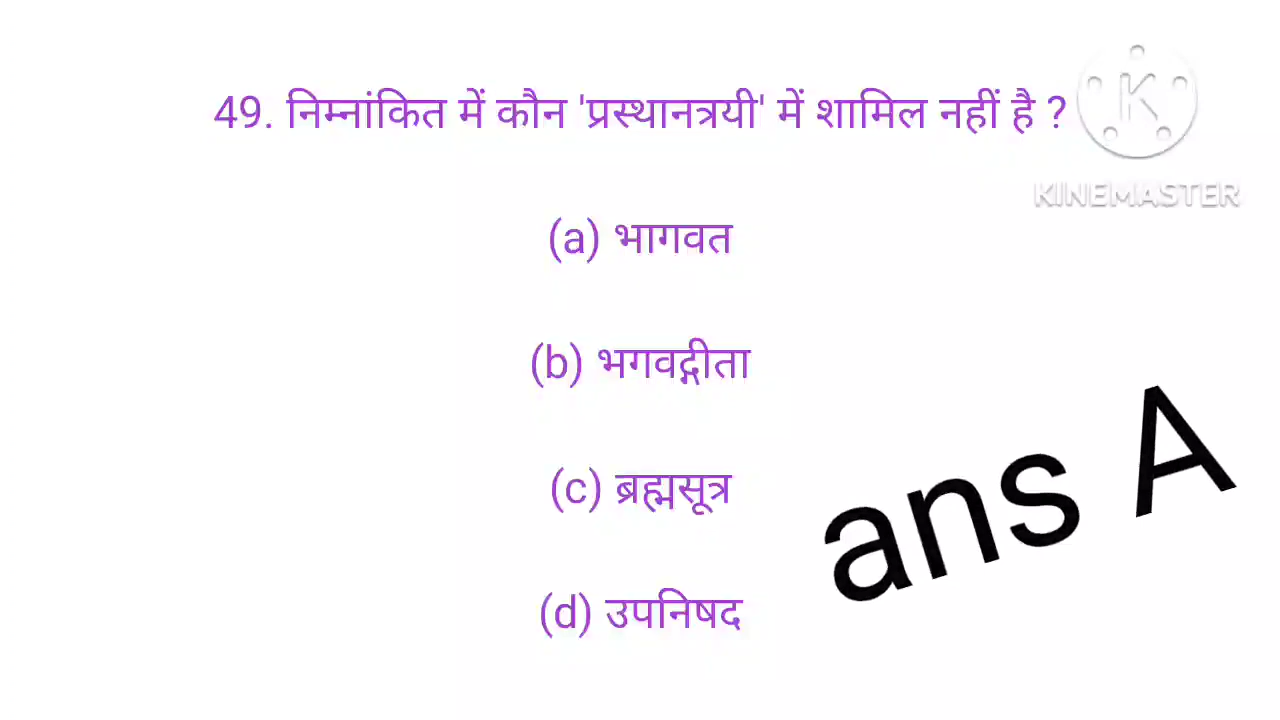 49. निम्नांकित में कौन 'प्रस्थानत्रयी' में शामिल नहीं है ?
K
KINEMASTER
(a) भागवत
(b) भगवद्गीता
(c) ब्रह्मसूत्र
ans A
(d) उपनिषद